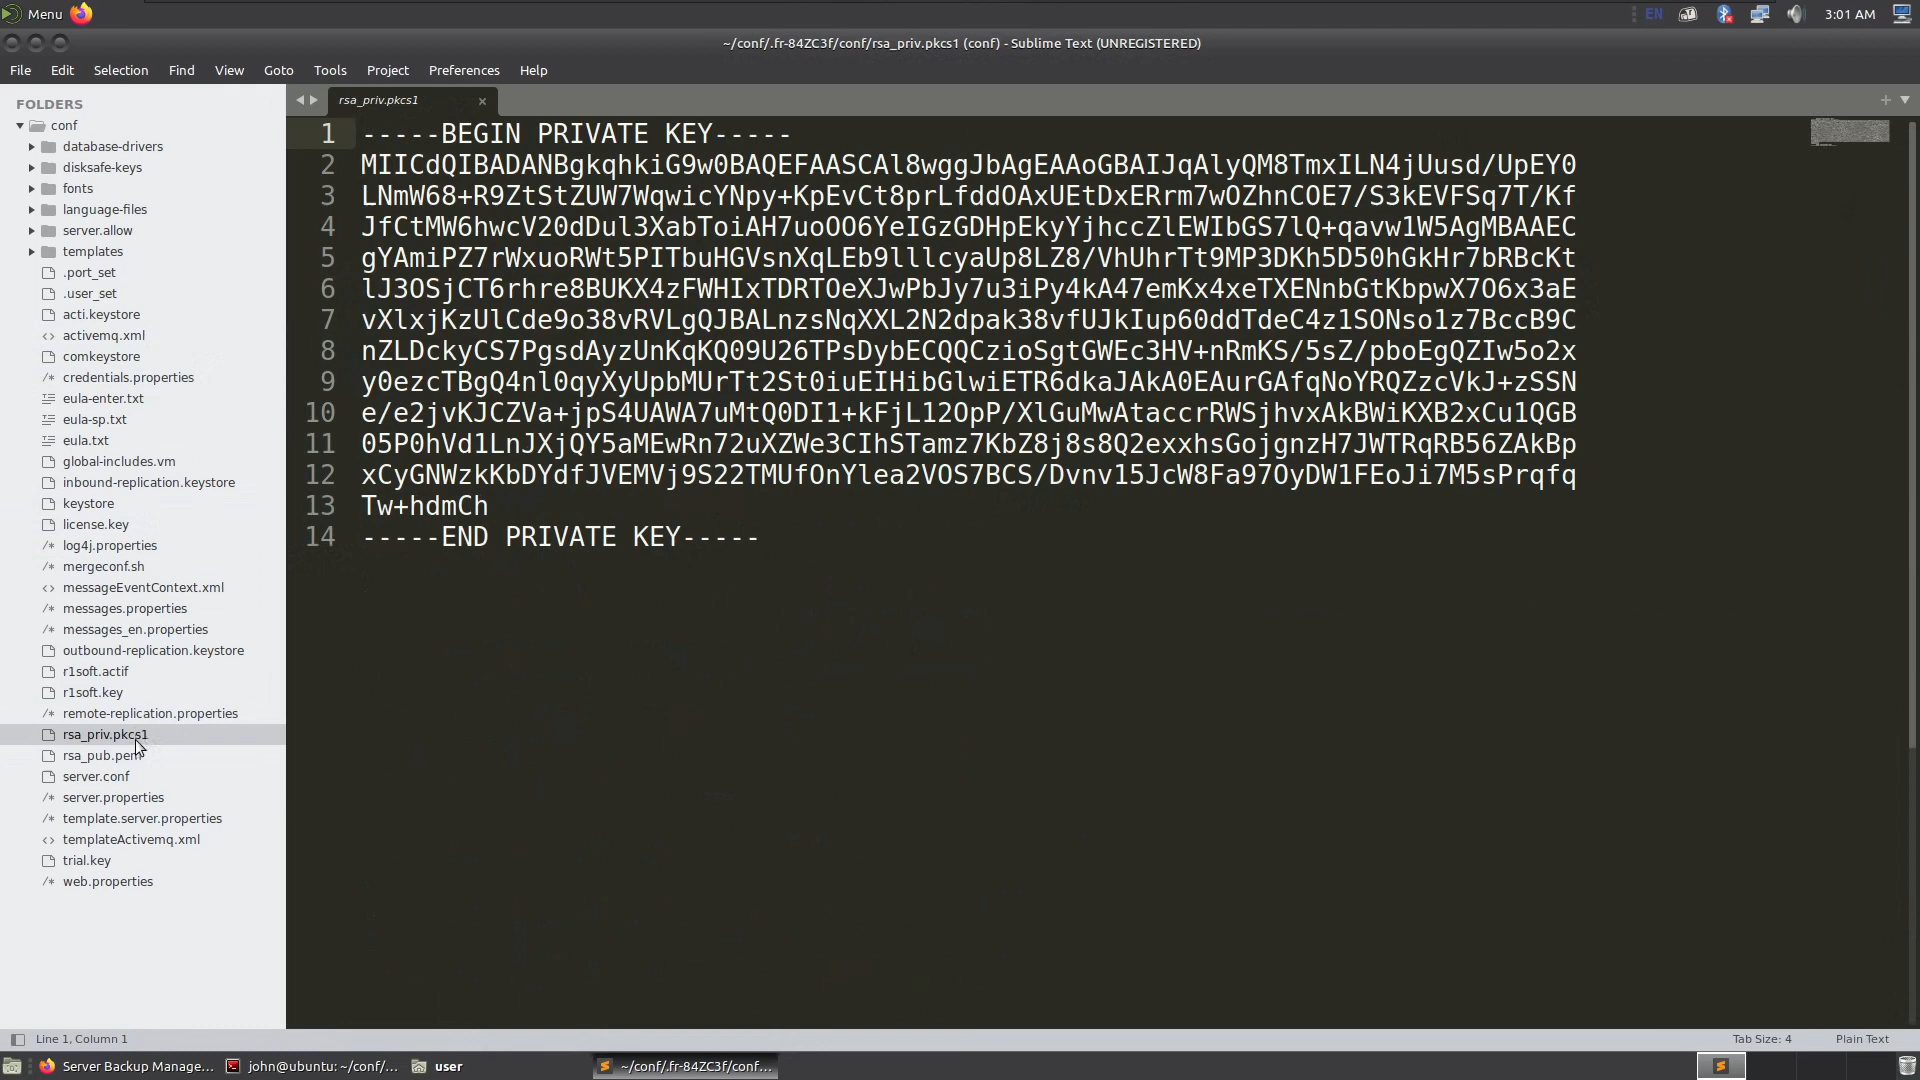 Menu
EN
3:01 AM
~/conf/.fr-84ZC3f/conf/rsa_priv.pkcs1 (conf) - Sublime Text (UNREGISTERED)
File Edit Selection Find View Goto Tools Project Preferences Help
FOLDERS
conf
database-drivers
disksafe-keys
fonts
language-files
server.allow
templates
.port_set
.user_set
acti.keystore
activemq.xml
comkeystore
credentials.properties
eula-enter.txt
eula-sp.txt
eula.txt
global-includes.vm
inbound-replication.keystore
keystore
license.key
log4j.properties
mergeconf.sh
messageEventContext.xml
messages.properties
messages_en.properties
outbound-replication.keystore
r1soft.actif
r1soft.key
remote-replication.properties
rsa_priv.pkcs1
rsa_pub.pem
server.conf
server.properties
template.server.properties
templateActivemq.xml
trial.key
web.properties
rsa_priv.pkcs1
1 -----BEGIN PRIVATE KEY-----
2 MIICdQIBADANBgkqhkiG9w0BAQEFAASCAl8wggJbAgEAAoGBAIJqAlyQM8TmxILN4jUusd/UpEY0
3 LNmW68+R9ZtStZUW7WqwicYNpy+KpEvCt8prLfddOAxUEtDxERrm7wOZhnCOE7/S3kEVFSq7T/Kf
4 JfCtMW6hwcV20dDul3XabToiAH7uoOO6YeIGzGDHpEkyYjhccZlEWIbGS7lQ+qavw1W5AgMBAAEC
5 gYAmiPZ7rWxuoRWt5PITbuHGVsnXqLEb9lllcyaUp8LZ8/VhUhrTt9MP3DKh5D50hGkHr7bRBcKt
6 lJ3OSjCT6rhre8BUKX4zFWHIxTDRTOeXJwPbJy7u3iPy4kA47emKx4xeTXENnbGtKbpwX7O6x3aE
7 vXlxjKzUlCde9o38vRVLgQJBALnzsNqXXL2N2dpak38vfUJkIup60ddTdeC4z1SONso1z7BccB9C
8 nZLDckyCS7PgsdAyzUnKqKQ09U26TPsDybECQQCzioSgtGWEc3HV+nRmKS/5sZ/pboEgQZIw5o2x
9 y0ezcTBgQ4nl0qyXyUpbMUrTt2St0iuEIHibGlwiETR6dkaJAkA0EAurGAfqNoYRQZzcVkJ+zSSN
10 e/e2jvKJCZVa+jpS4UAWA7uMtQ0DI1+kFjL12OpP/XlGuMwAtaccrRWSjhvxAkBWiKXB2xCu1QGB
11 05P0hVd1LnJXjQY5aMEwRn72uXZWe3CIhSTamz7KbZ8j8s8Q2exxhsGojgnzH7JWTRqRB56ZAkBp
12 xCyGNWzkKbDYdfJVEMVj9S22TMUfOnYlea2VOS7BCS/Dvnv15JcW8Fa97OyDW1FEoJi7M5sPrqfq
13 Tw+hdmCh
14 -----END PRIVATE KEY-----
Line 1, Column 1
Tab Size: 4
Plain Text
Server Backup Manage...
john@ubuntu: ~/conf/...
user
~/conf/.fr-84ZC3f/conf...